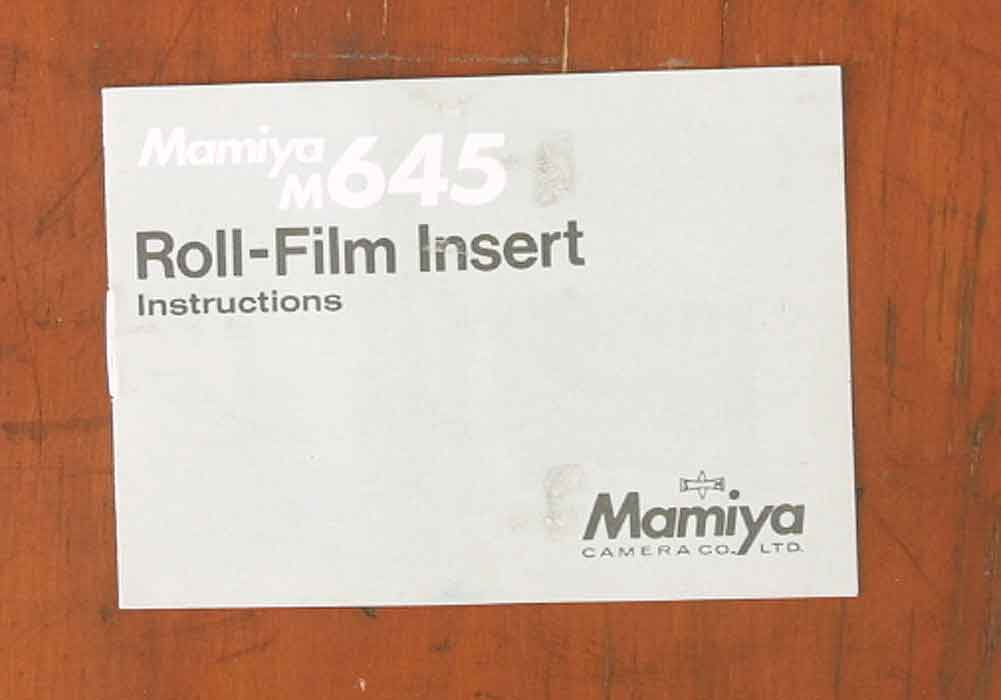 Mamiya
M645
Roll-Film Insert
Instructions
Mamiya
CAMERA CO. LTD.